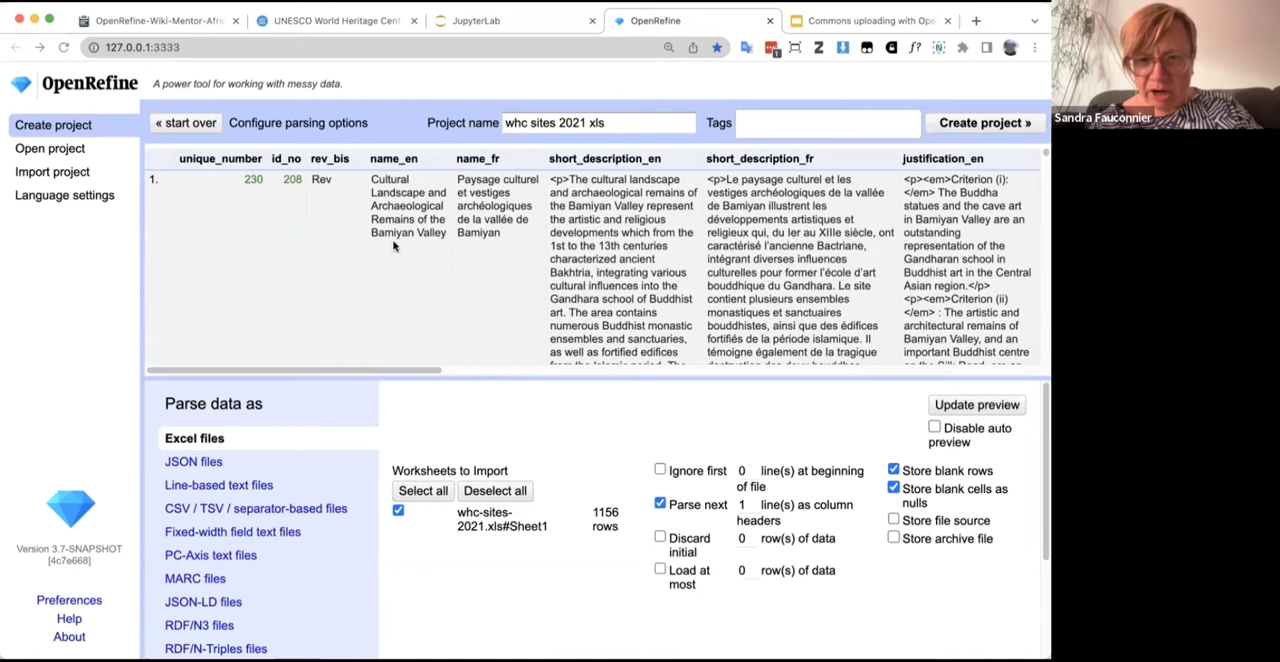 OpenRefine-Wiki-Mentor-Afri
UNESCO World Heritage Cent
JupyterLab
OpenRefine
Commons uploading with Ope
127.0.0.1:3333
OpenRefine
A power tool for working with messy data.
Create project
Open project
Import project
Language settings
Version 3.7-SNAPSHOT
[4c7e668]
Preferences
Help
About
« start over
Configure parsing options
Project name
whc sites 2021 xls
Tags
Create project »
unique_number id_no rev_bis name_en name_fr short_description_en short_description_fr justification_en
1.
230
208
Rev
Cultural
Landscape and
Archaeological
Remains of the
Bamiyan Valley
Paysage culturel
et vestiges
archéologiques
de la vallée de
Bamiyan
<p>The cultural landscape
and archaeological remains of
the Bamiyan Valley represent
the artistic and religious
developments which from the
1st to the 13th centuries
characterized ancient
Bakhtria, integrating various
cultural influences into the
Gandhara school of Buddhist
art. The area contains
numerous Buddhist monastic
ensembles and sanctuaries,
as well as fortified edifices
<p>Le paysage culturel et les
vestiges archéologiques de la vallée
de Bamiyan illustrent les
développements artistiques et
religieux qui, du Ier au XIIIe siècle, ont
caractérisé l'ancienne Bactriane,
intégrant diverses influences
culturelles pour former l'école d'art
bouddhique du Gandhara. Le site
contient plusieurs ensembles
monastiques et sanctuaires
bouddhistes, ainsi que des édifices
fortifiés de la période islamique. Il
témoigne également de la tragique
<p><em>Criterion (i):
</em> The Buddha
statues and the cave art
in Bamiyan Valley are an
outstanding
representation of the
Gandharan school in
Buddhist art in the Central
Asian region.</p>
<p><em>Criterion (ii)
</em> : The artistic and
architectural remains of
Bamiyan Valley, and an
important Buddhist centre
Parse data as
Excel files
JSON files
Line-based text files
CSV / TSV / separator-based files
Fixed-width field text files
PC-Axis text files
MARC files
JSON-LD files
RDF/N3 files
RDF/N-Triples files
Worksheets to Import
Select all
Deselect all
whc-sites-
2021.xls#Sheet1
1156
rows
Update preview
Disable auto
preview
Ignore first 0 line(s) at beginning
of file
Parse next 1 line(s) as column
headers
Discard 0 row(s) of data
initial
Load at 0 row(s) of data
most
Store blank rows
Store blank cells as
nulls
Store file source
Store archive file
Sandra Fauconnier